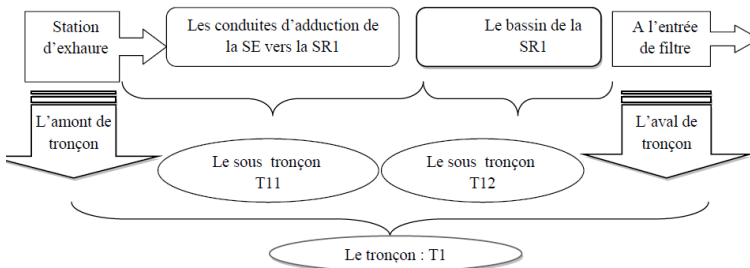 Station
d'exhaure
Les conduites d'adduction de
la SE vers la SR1
Le bassin de la
SR1
A l'entrée
de filtre
L'amont de
tronçon
Le sous tronçon
T11
Le sous tronçon
T12
L'aval de
tronçon
Le tronçon : T1